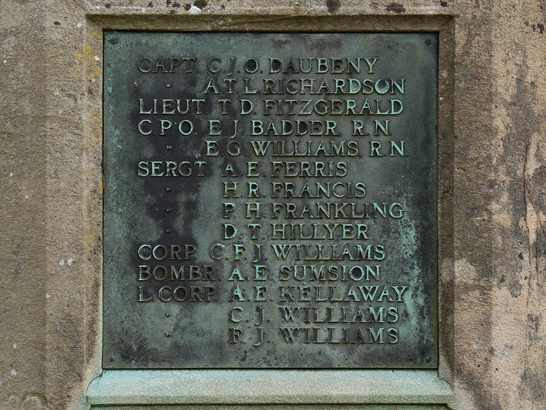 CAPT. C. J. O. DAUBENY
" A. T. L. RICHARDSON
LIEUT T. D. FITZGERALD
C.P.O. E. J. BADDER. R.N
" E. G. WILLIAMS. R.N.
SERGT A. E. FERRIS
" H. R. FRANCIS
" P. H. FRANKLING
" D. T. HILLYER
CORP. C. F. J. WILLIAMS
BOMBR A. E. SUMSION
L. CORP. A. E. KELLAWAY
" C. J. WILLIAMS
" F. J. WILLIAMS